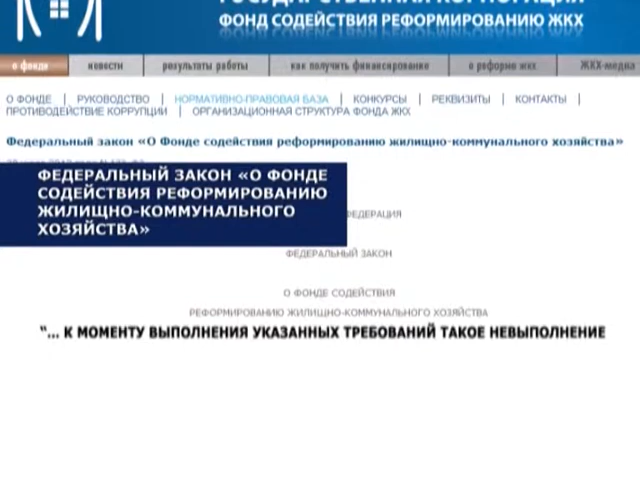 ГОСУДАРСТВЕННАЯ КОРПОРАЦИЯ
ФОНД СОДЕЙСТВИЯ РЕФОРМИРОВАНИЮ ЖКХ
о фонде новости результаты работы как получить финансирование о реформе жкх ЖКХ-медиа
О ФОНДЕ | РУКОВОДСТВО | НОРМАТИВНО-ПРАВОВАЯ БАЗА | КОНКУРСЫ | РЕКВИЗИТЫ | КОНТАКТЫ |
ПРОТИВОДЕЙСТВИЕ КОРРУПЦИИ | ОРГАНИЗАЦИОННАЯ СТРУКТУРА ФОНДА ЖКХ
Федеральный закон «О Фонде содействия реформированию жилищно-коммунального хозяйства»
ФЕДЕРАЛЬНЫЙ ЗАКОН «О ФОНДЕ
СОДЕЙСТВИЯ РЕФОРМИРОВАНИЮ
ЖИЛИЩНО-КОММУНАЛЬНОГО
ХОЗЯЙСТВА»
ФЕДЕРАЦИЯ
ФЕДЕРАЛЬНЫЙ ЗАКОН
О ФОНДЕ СОДЕЙСТВИЯ
РЕФОРМИРОВАНИЮ ЖИЛИЩНО-КОММУНАЛЬНОГО ХОЗЯЙСТВА
“... К МОМЕНТУ ВЫПОЛНЕНИЯ УКАЗАННЫХ ТРЕБОВАНИЙ ТАКОЕ НЕВЫПОЛНЕНИЕ